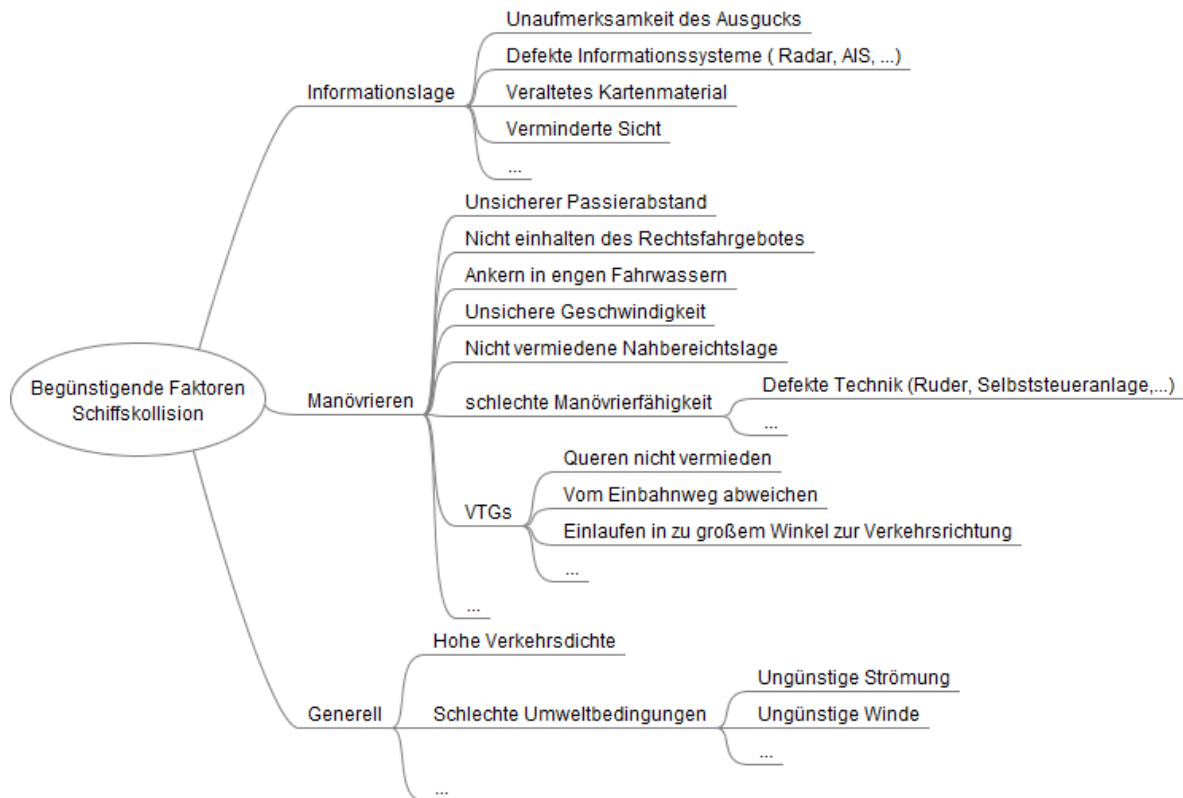 Unaufmerksamkeit des Ausgucks
Defekte Informationssysteme ( Radar, AIS, ...)
Informationslage
Veraltetes Kartenmaterial
Verminderte Sicht
...
Unsicherer Passierabstand
Nicht einhalten des Rechtsfahrgebotes
Ankern in engen Fahrwassern
Unsichere Geschwindigkeit
Nicht vermiedene Nahbereichtslage
Begünstigende Faktoren
Schiffskollision
Manövrieren
schlechte Manövrierfähigkeit
Defekte Technik (Ruder, Selbststeueranlage,...)
...
VTGs
Queren nicht vermieden
Vom Einbahnweg abweichen
Einlaufen in zu großem Winkel zur Verkehrsrichtung
...
...
Generell
Hohe Verkehrsdichte
Schlechte Umweltbedingungen
Ungünstige Strömung
Ungünstige Winde
...
...